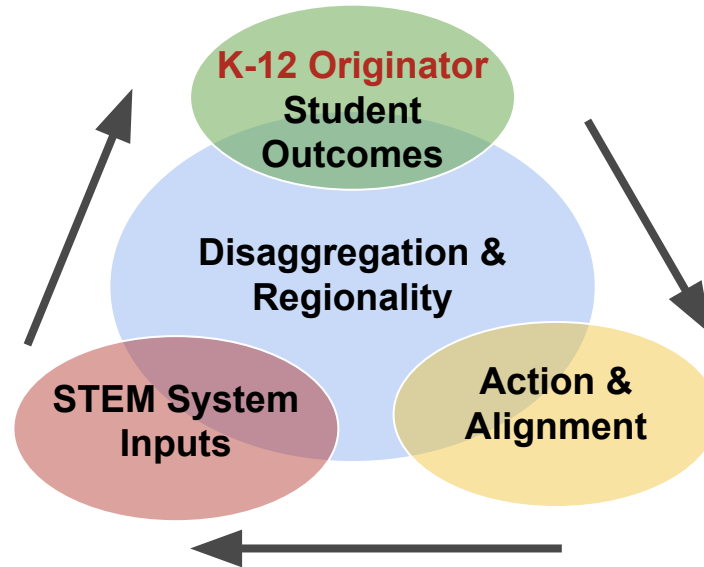 K-12 Originator
Student
Outcomes
Disaggregation &
Regionality
STEM System
Inputs
Action &
Alignment